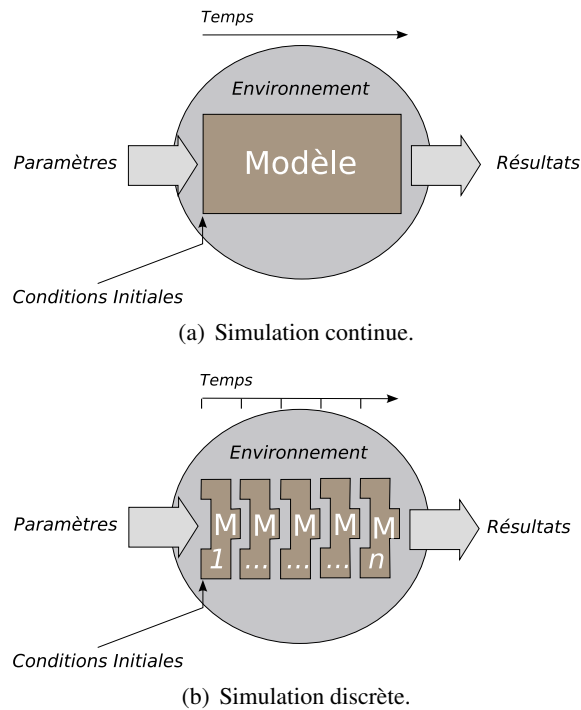 Temps
Environnement
Paramètres
Modèle
Résultats
Conditions Initiales
(a) Simulation continue.
Temps
Environnement
Paramètres
M M M M M
1 ... ... ... n
Résultats
Conditions Initiales
(b) Simulation discrète.